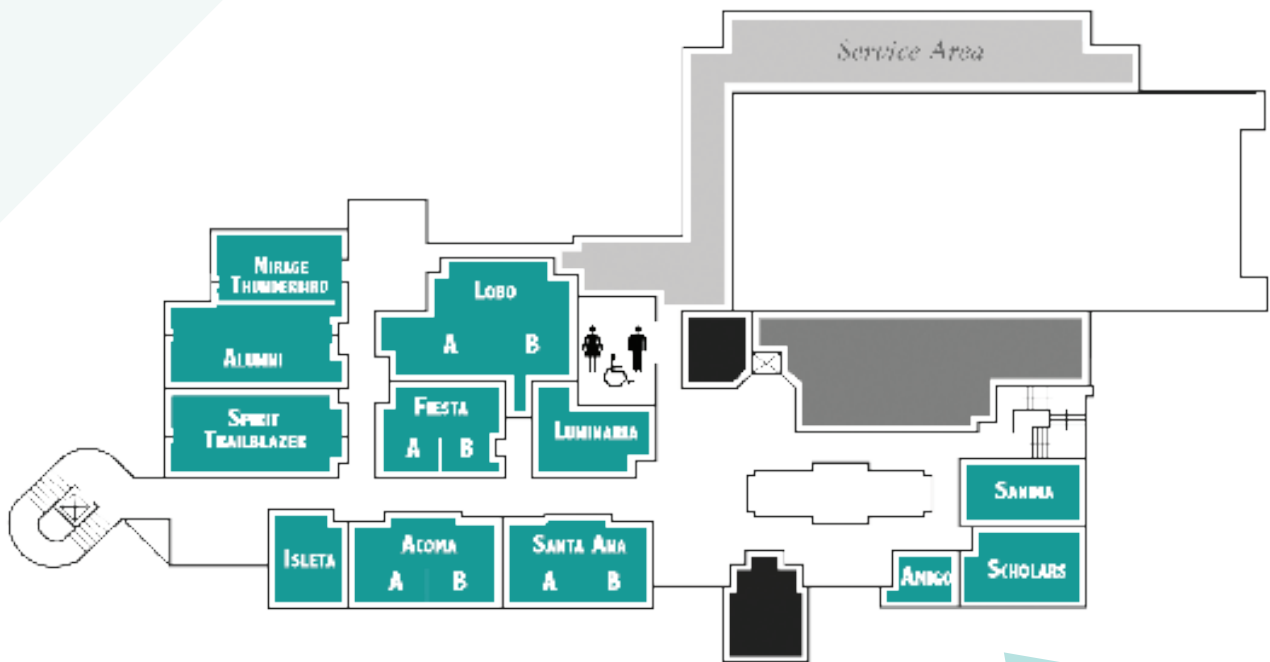 Service Area
MIRAGE
THUNDERBIRD
LOBO
A B
ALUMNI
SPIRIT
TRAILBLAZER
FIESTA
A B
LUMINARIA
SANDIA
ISLETA
ACOMA
A B
SANTA ANA
A B
AMIGO
SCHOLARS